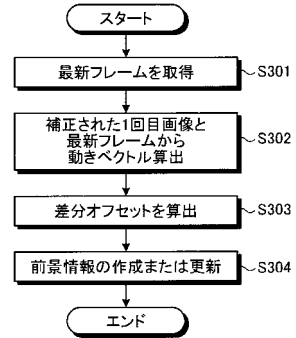 スタート
最新フレームを取得
S301
補正された1回目画像と
最新フレームから
動きベクトル算出
S302
差分オフセットを算出
S303
前景情報の作成または更新
S304
エンド